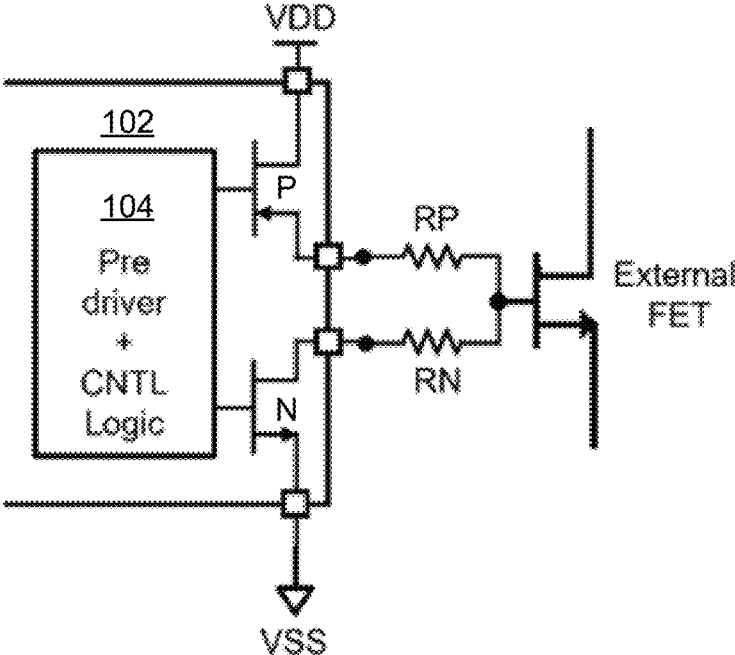 VDD
102
104
Pre
driver
+
CNTL
Logic
P
N
RP
RN
External
FET
VSS